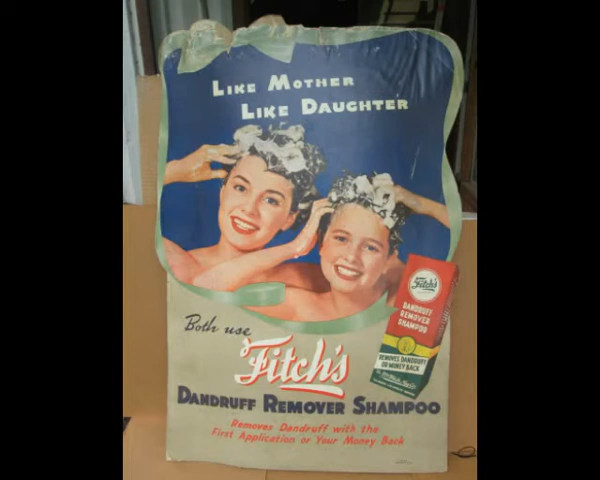 LIKE MOTHER
LIKE DAUGHTER
Fitch's
DANDRUFF
REMOVER
SHAMPOO
REMOVES DANDRUFF
OR MONEY BACK
Both use
Fitch's
DANDRUFF REMOVER SHAMPOO
Removes Dandruff with the
First Application or Your Money Back